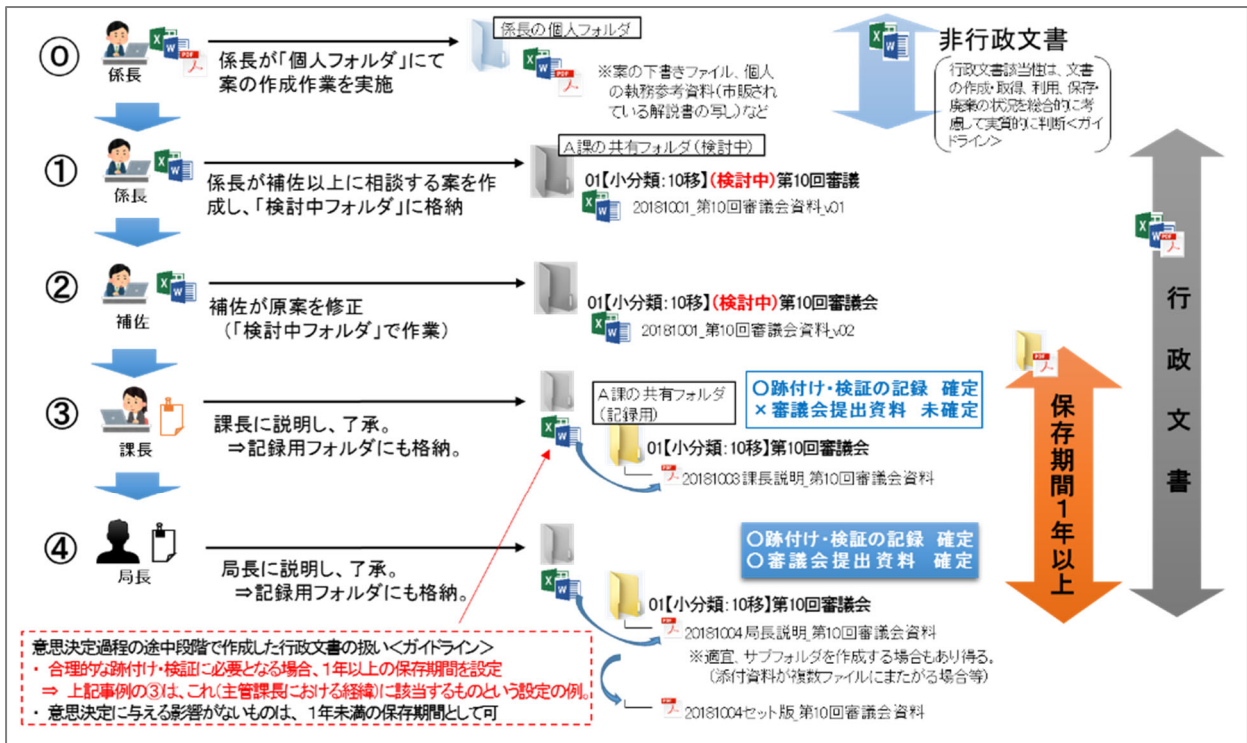 ⓪
係長
係長が「個人フォルダ」にて
案の作成作業を実施
係長の個人フォルダ
※案の下書きファイル、個人
の執務参考資料(市販され
ている解説書の写し)など
非行政文書
行政文書該当性は、文書
の作成・取得、利用、保存・
廃棄の状況を総合的に考
慮して実質的に判断<ガイ
ドライン>
①
係長
係長が補佐以上に相談する案を作
成し、「検討中フォルダ」に格納
A課の共有フォルダ(検討中)
01【小分類:10移】(検討中)第10回審議
20181001_第10回審議会資料_v01
②
補佐
補佐が原案を修正
(「検討中フォルダ」で作業)
01【小分類:10移】(検討中)第10回審議会
20181001_第10回審議会資料_v02
③
課長
課長に説明し、了承。
⇒記録用フォルダにも格納。
A課の共有フォルダ
(記録用)
○跡付け・検証の記録 確定
×審議会提出資料 未確定
01【小分類:10移】第10回審議会
PDF
20181003課長説明_第10回審議会資料
④
局長
局長に説明し、了承。
⇒記録用フォルダにも格納。
○跡付け・検証の記録 確定
○審議会提出資料 確定
01【小分類:10移】第10回審議会
PDF
20181004局長説明_第10回審議会資料
※適宜、サブフォルダを作成する場合もあり得る。
(添付資料が複数ファイルにまたがる場合等)
PDF
20181004セット版_第10回審議会資料
保存期間1年以上
行政文書
意思決定過程の途中段階で作成した行政文書の扱い<ガイドライン>
・ 合理的な跡付け・検証に必要となる場合、1年以上の保存期間を設定
⇒ 上記事例の③は、これ(主管課長における経緯)に該当するものという設定の例。
・ 意思決定に与える影響がないものは、1年未満の保存期間として可